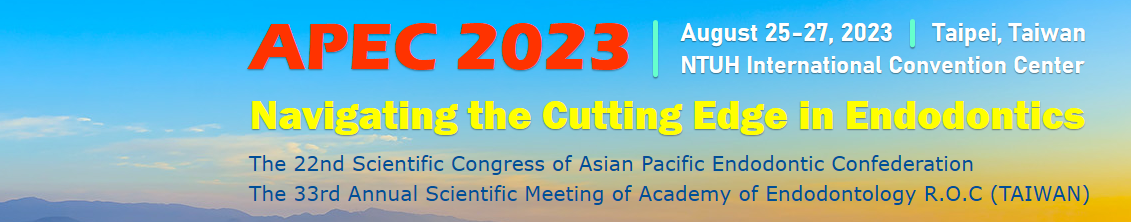 APEC 2023
August 25-27, 2023 | Taipei, Taiwan
NTUH International Convention Center
Navigating the Cutting Edge in Endodontics
The 22nd Scientific Congress of Asian Pacific Endodontic Confederation
The 33rd Annual Scientific Meeting of Academy of Endodontology R.O.C (TAIWAN)